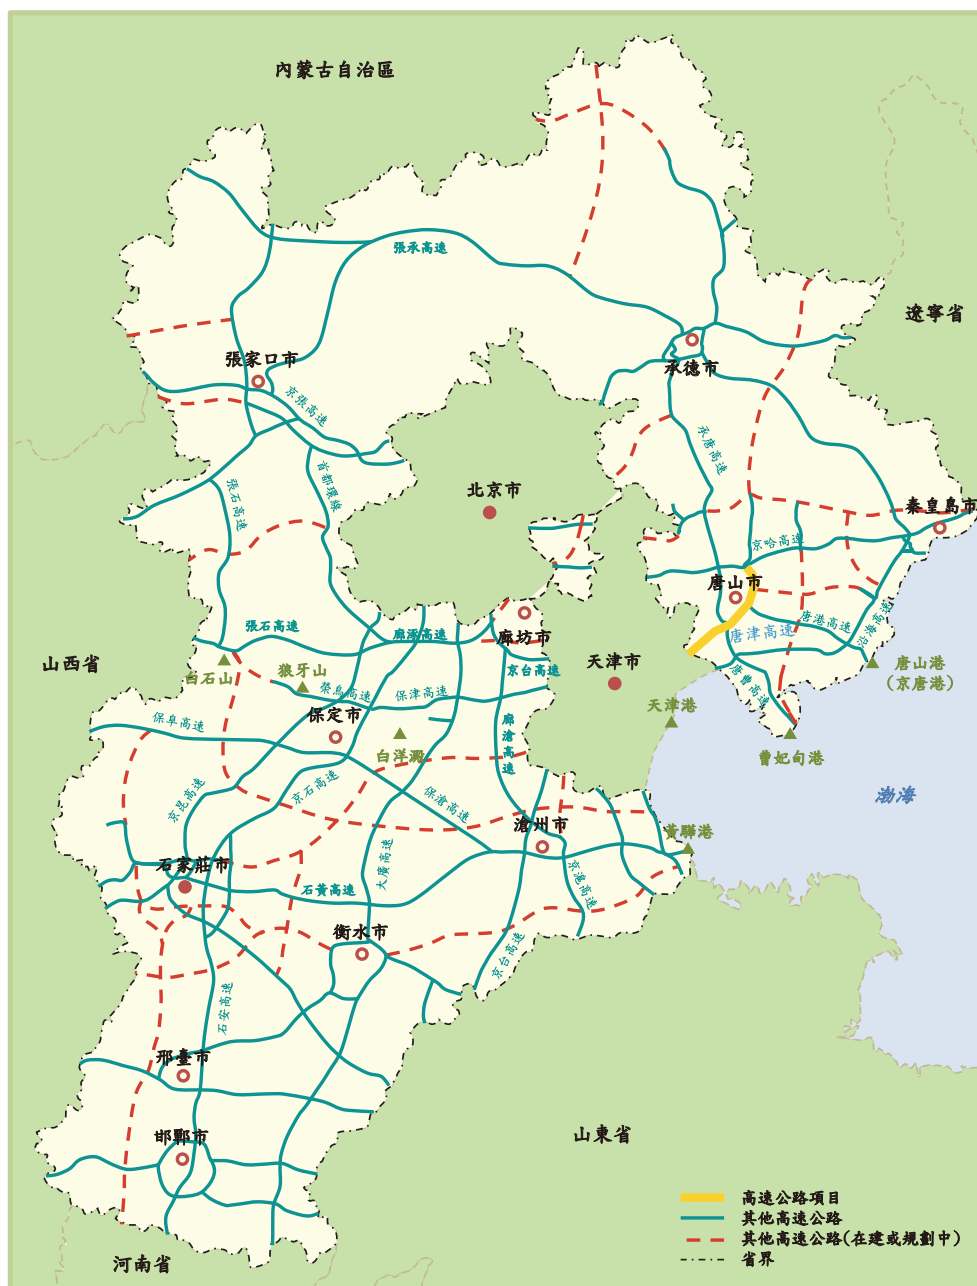 內蒙古自治區
張承高速
遼寧省
張家口市
承德市
京張高速
承唐高速
首都環線
張石高速
北京市
秦皇島市
京哈高速
唐山市
唐港高速
沿海高速
張石高速
廊涿高速
廊坊市
唐津高速
山西省
白石山
狼牙山
京台高速
天津市
唐曹高速
唐山港
(京唐港)
榮烏高速
保津高速
保定市
天津港
保阜高速
廊滄高速
白洋澱
曹妃甸港
京昆高速
京石高速
保滄高速
渤海
滄州市
黃驊港
石家莊市
大廣高速
京滬高速
石黃高速
衡水市
京台高速
石安高速
邢臺市
邯鄲市
山東省
河南省
高速公路項目
其他高速公路
其他高速公路(在建或規劃中)
省界